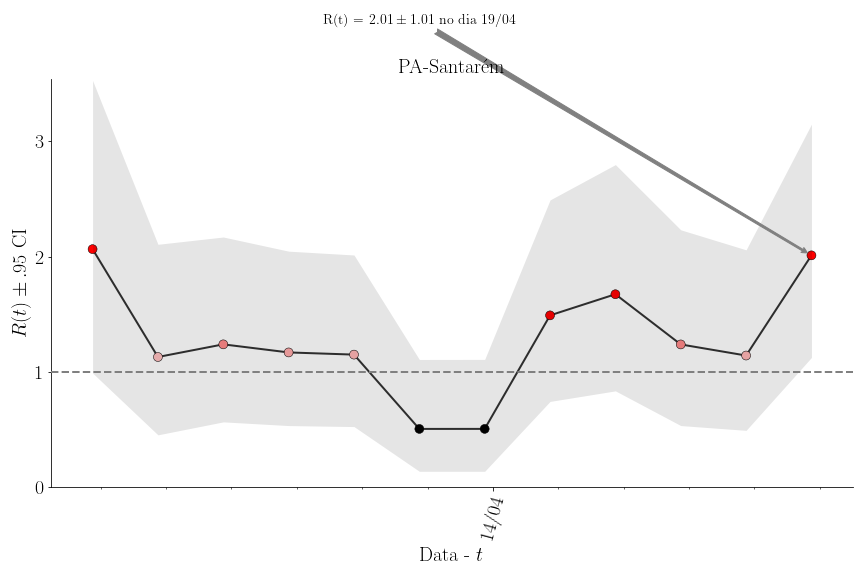 R(t) = 2.01 ± 1.01 no dia 19/04
PA-Santarém
3
2
1
0
R(t) ± .95 CI
14/04
Data - t